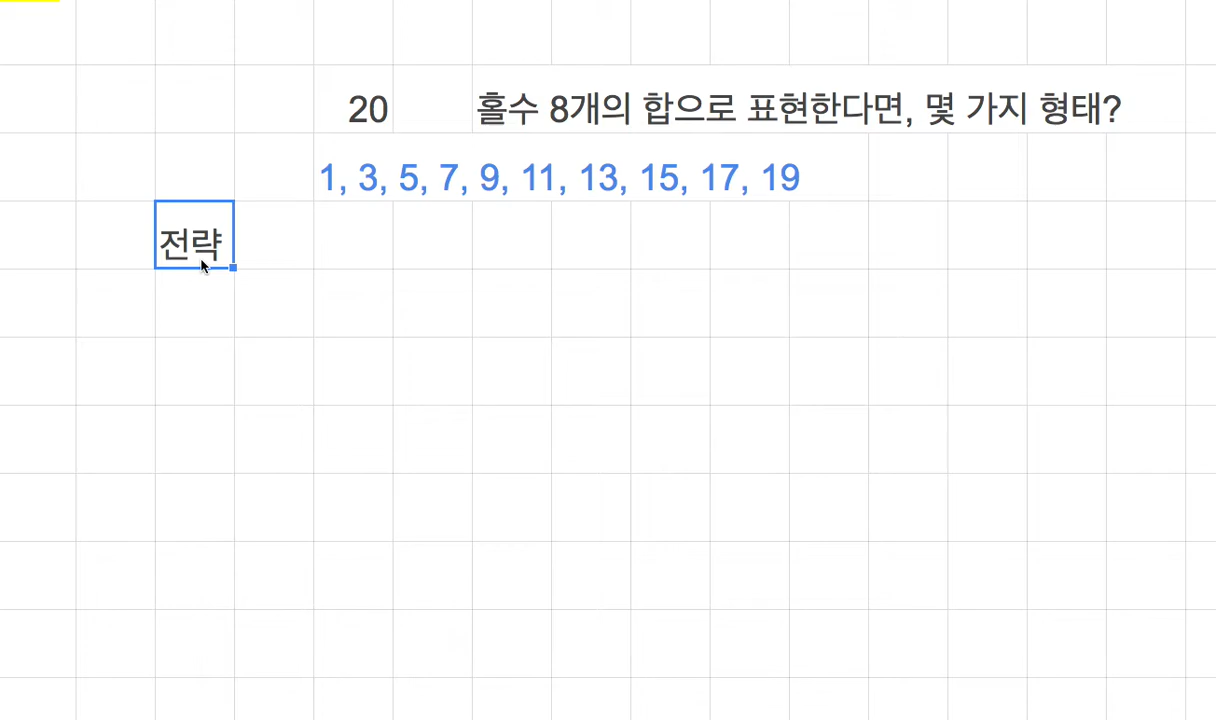 20 홀수 8개의 합으로 표현한다면, 몇 가지 형태?
1, 3, 5, 7, 9, 11, 13, 15, 17, 19
전략